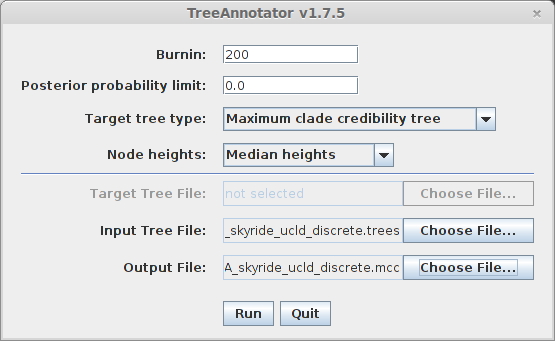 TreeAnnotator v1.7.5
Burnin: 200
Posterior probability limit: 0.0
Target tree type: Maximum clade credibility tree
Node heights: Median heights
Target Tree File: not selected Choose File...
Input Tree File: _skyride_ucld_discrete.trees Choose File...
Output File: A_skyride_ucld_discrete.mcc Choose File...
Run Quit